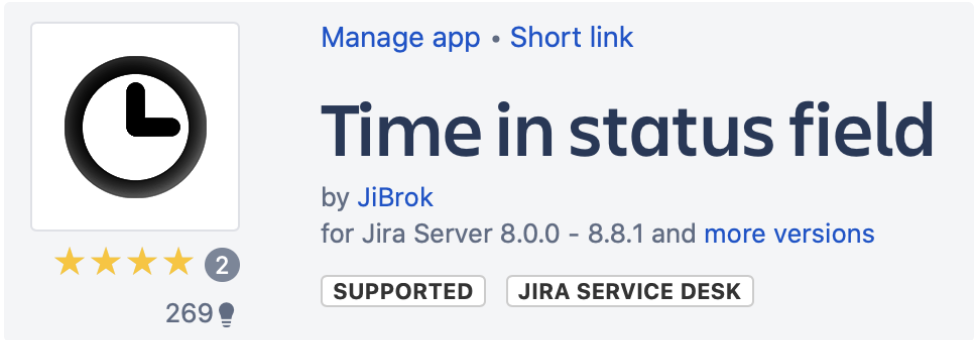 Manage app • Short link
Time in status field
by JiBrok
for Jira Server 8.0.0 - 8.8.1 and more versions
SUPPORTED JIRA SERVICE DESK
2
269